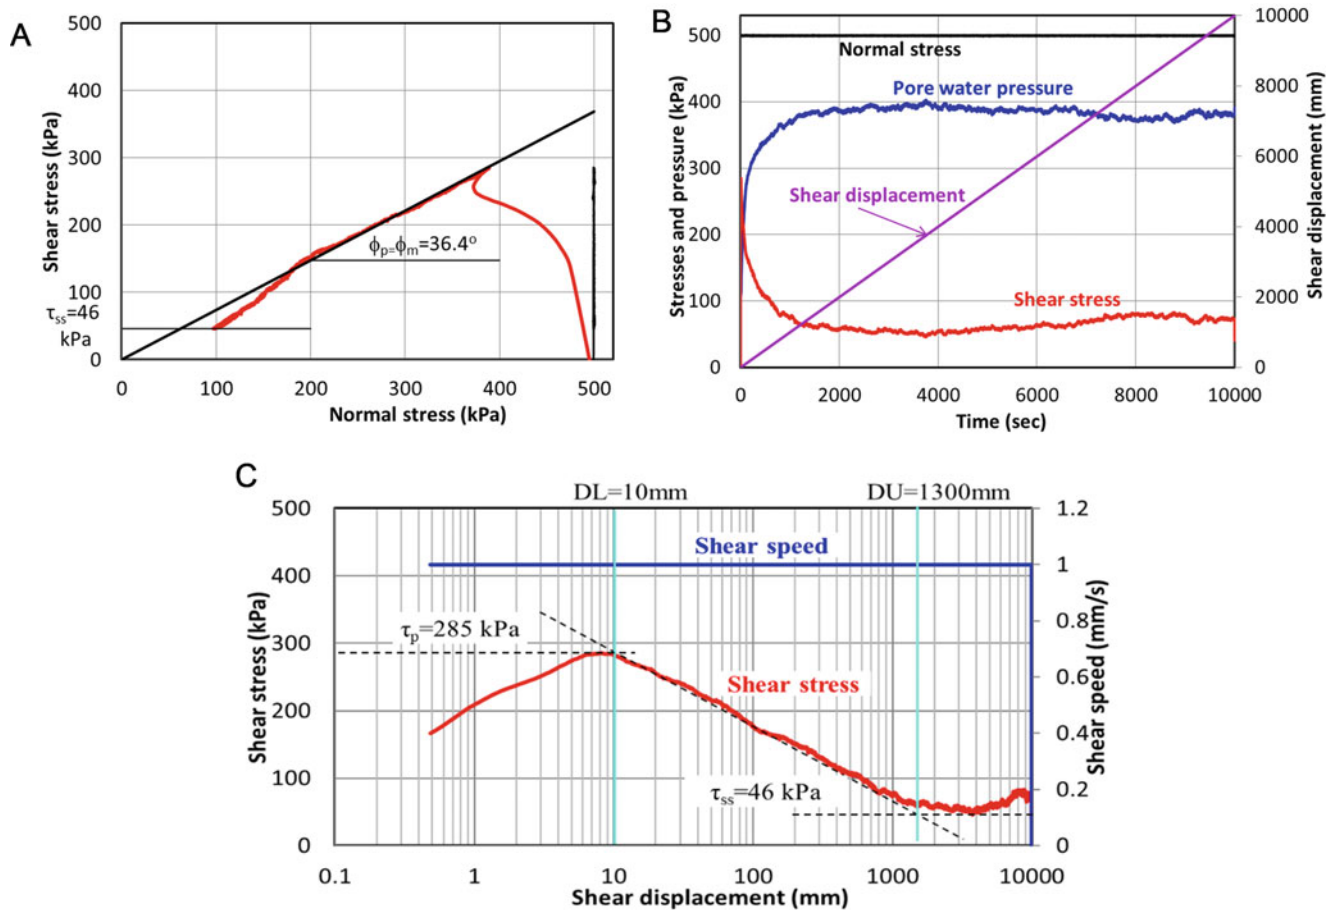 A
500
400
300
200
100
0
Shear stress (kPa)
τss=46
kPa
ϕp=ϕm=36.4o
0 100 200 300 400 500
Normal stress (kPa)
B
500
400
300
200
100
0
Stresses and pressure (kPa)
Normal stress
Pore water pressure
Shear displacement
Shear stress
10000
8000
6000
4000
2000
0
Shear displacement (mm)
0 2000 4000 6000 8000 10000
Time (sec)
C
DL=10mm DU=1300mm
500
400
300
200
100
0
Shear stress (kPa)
Shear speed
τp=285 kPa
Shear stress
τss=46 kPa
1.2
1
0.8
0.6
0.4
0.2
0
Shear speed (mm/s)
0.1 1 10 100 1000 10000
Shear displacement (mm)